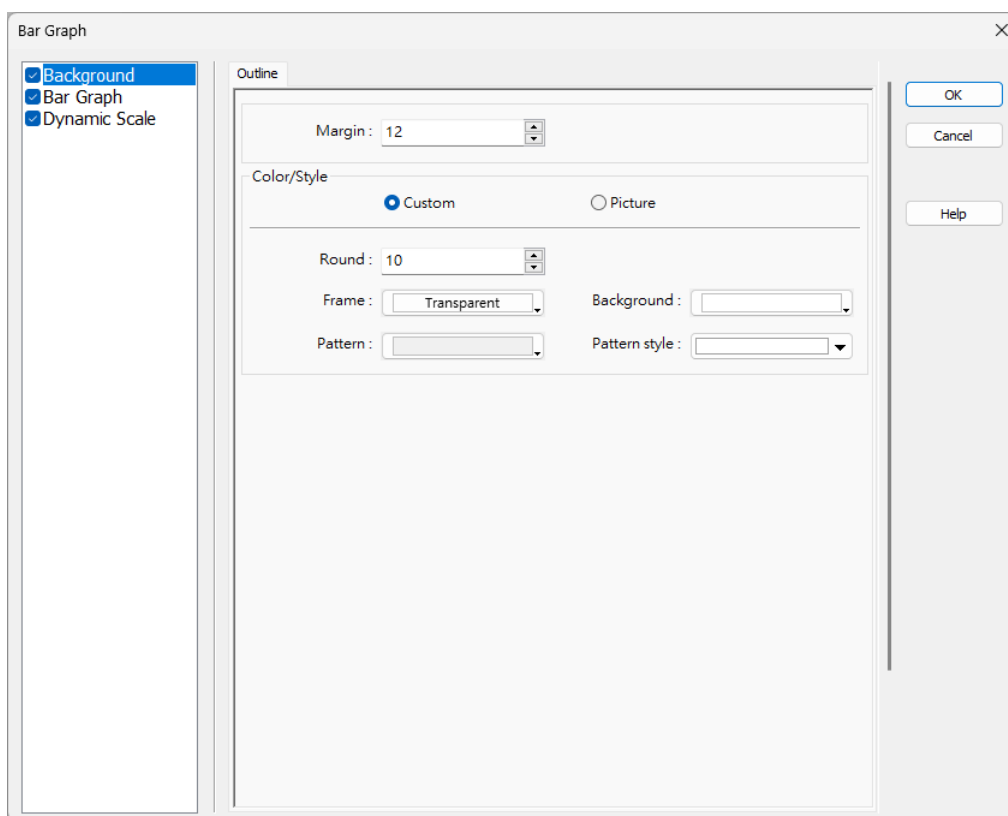 Bar Graph
Background
Bar Graph
Dynamic Scale
Outline
Margin : 12
Color/Style
Custom Picture
Round : 10
Frame : Transparent Background :
Pattern : Pattern style :
OK
Cancel
Help